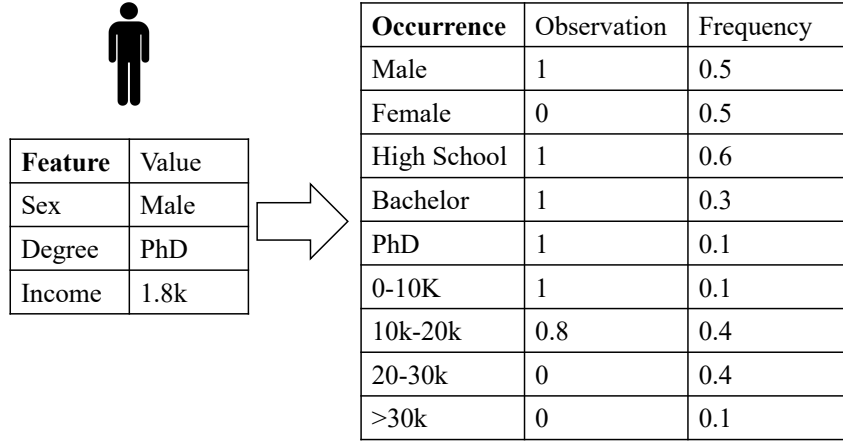 Feature Value
Sex Male
Degree PhD
Income 1.8k
Occurrence Observation Frequency
Male 1 0.5
Female 0 0.5
High School 1 0.6
Bachelor 1 0.3
PhD 1 0.1
0-10K 1 0.1
10k-20k 0.8 0.4
20-30k 0 0.4
>30k 0 0.1